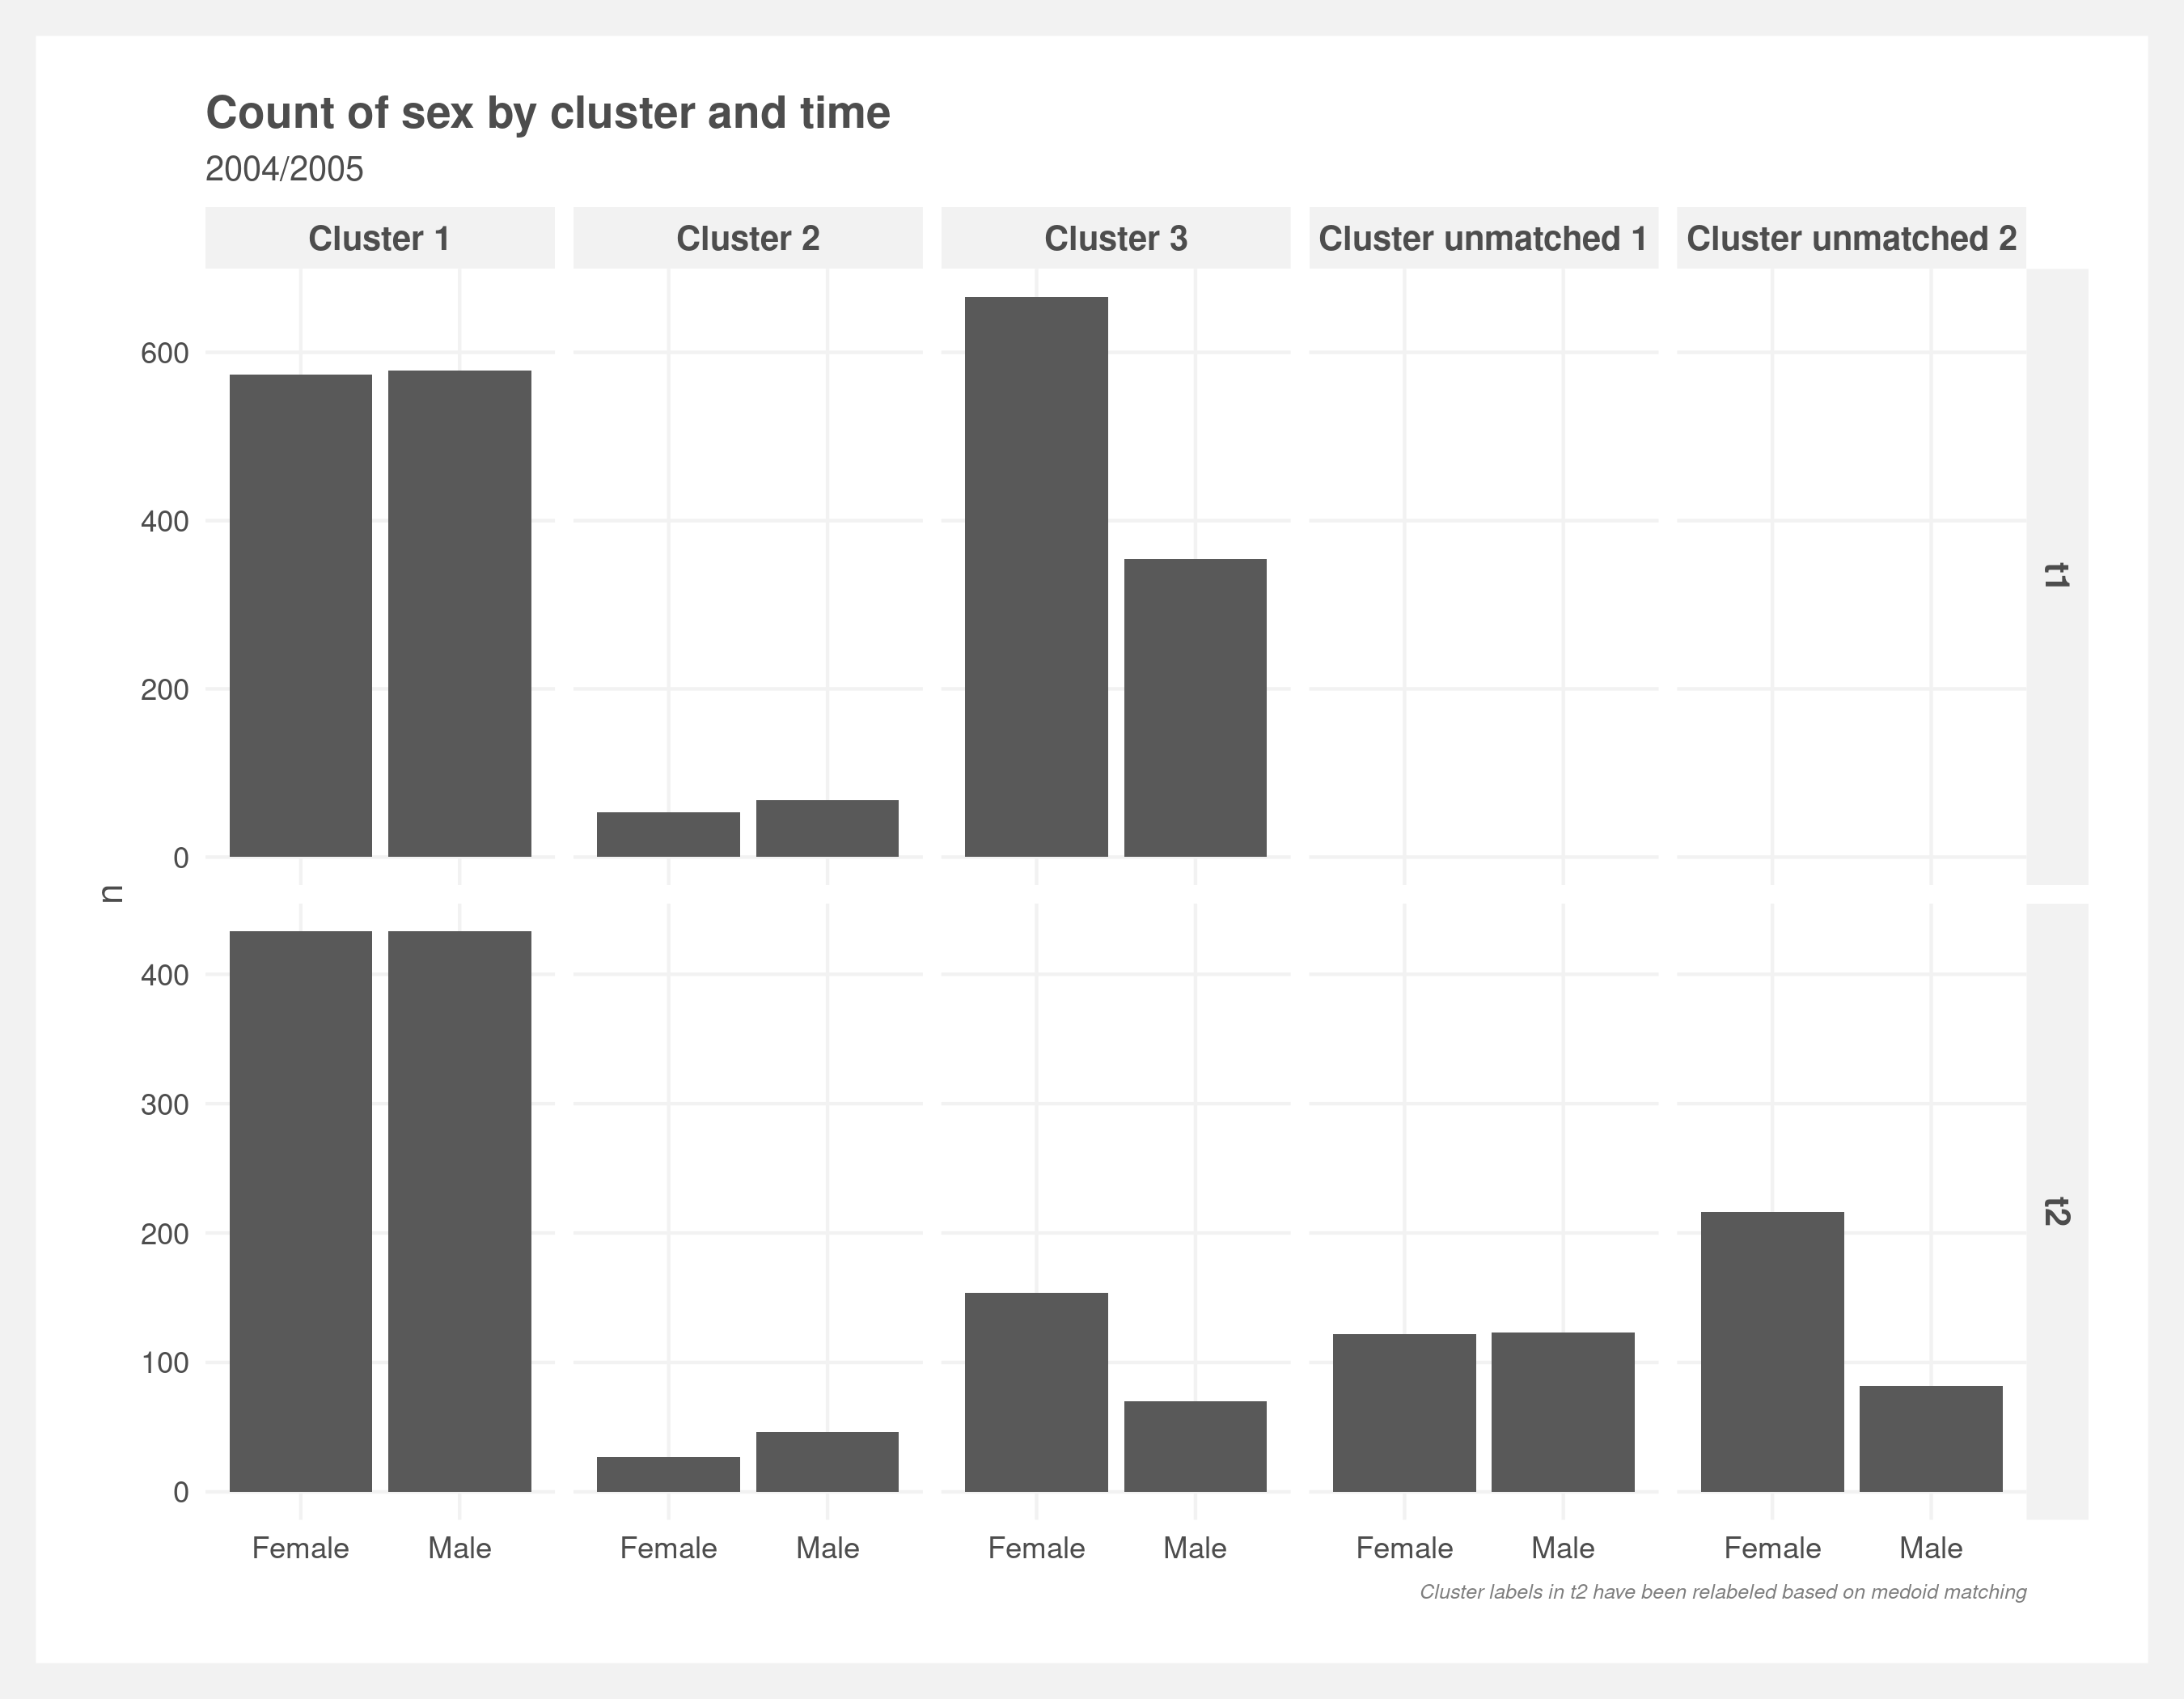 Count of sex by cluster and time
2004/2005
Cluster 1 Cluster 2 Cluster 3 Cluster unmatched 1 Cluster unmatched 2
600
400
200
0
t1
n
400
300
200
100
0
t2
Female Male Female Male Female Male Female Male Female Male
Cluster labels in t2 have been relabeled based on medoid matching